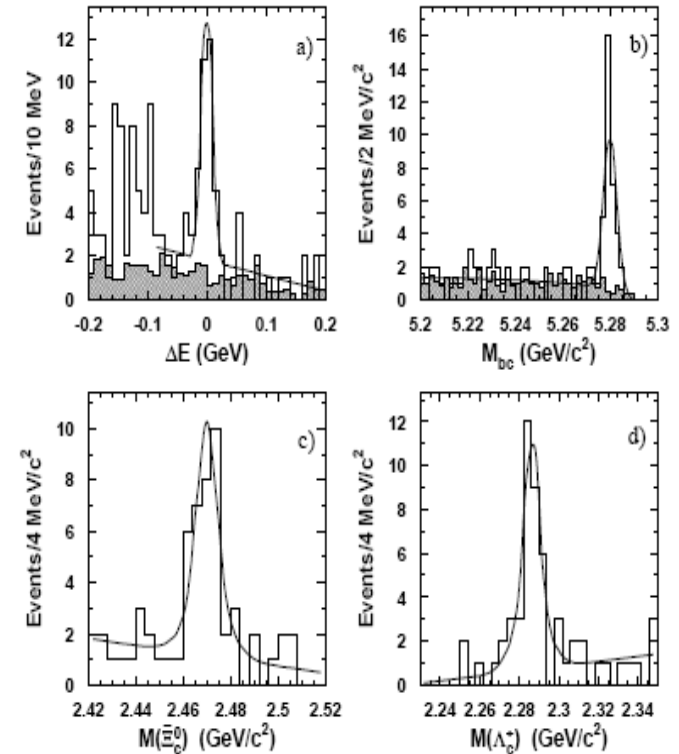 a)
Events/10 MeV
12
10
8
6
4
2
0
-0.2 -0.1 0 0.1 0.2
ΔE (GeV)
b)
Events/2 MeV/c²
16
14
12
10
8
6
4
2
0
5.2 5.22 5.24 5.26 5.28 5.3
M_bc (GeV/c²)
c)
Events/4 MeV/c²
10
8
6
4
2
0
2.42 2.44 2.46 2.48 2.50 2.52
M(Ξ̄_c⁰) (GeV/c²)
d)
Events/4 MeV/c²
12
10
8
6
4
2
0
2.24 2.26 2.28 2.3 2.32 2.34
M(Λ_c⁺) (GeV/c²)